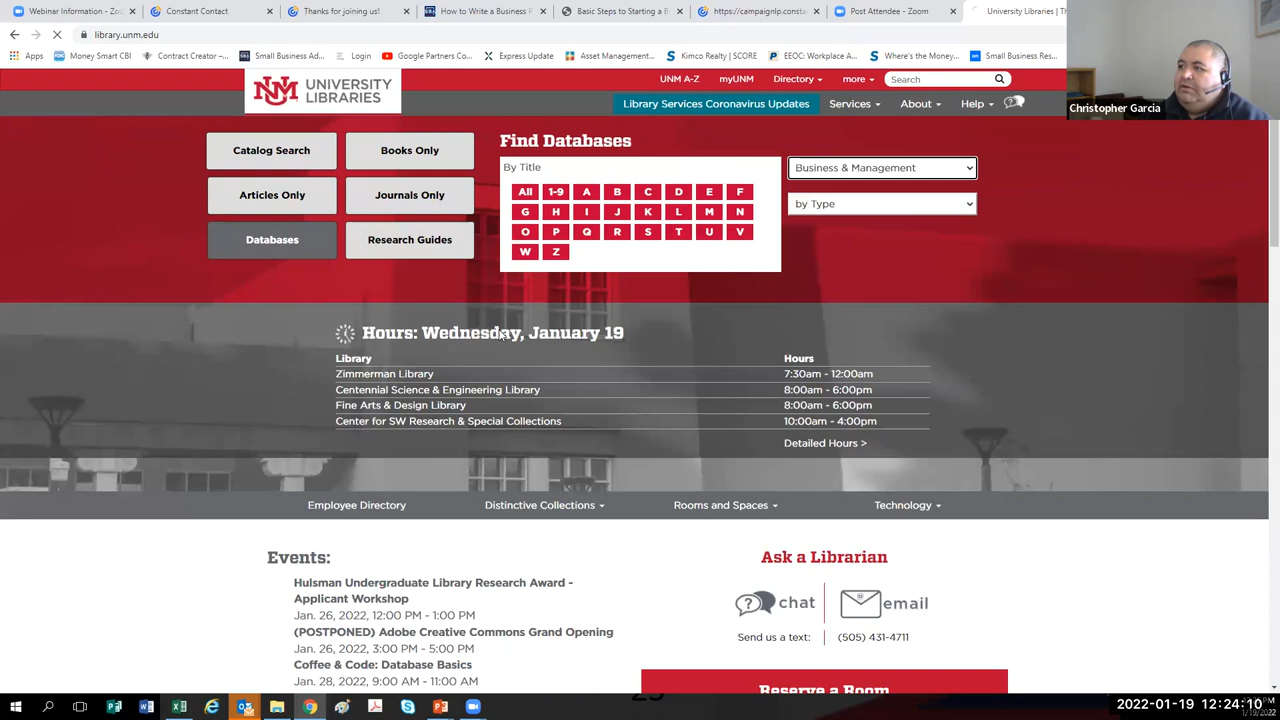 Webinar Information - Z
Constant Contact
Thanks for joining us!
How to Write a Business P
Basic Steps to Starting a B
https://campaignlp.consta
Post Attendee - Zoom
University Libraries | Th
library.unm.edu
Apps
Money Smart CBI
Contract Creator –...
Small Business Ad...
Login
Google Partners Co...
Express Update
Asset Management...
Kimco Realty | SCORE
EEOC: Workplace A...
Where's the Money...
Small Business Res...
UNM UNIVERSITY
LIBRARIES
UNM A-Z
myUNM
Directory
more
Search
Library Services Coronavirus Updates
Services
About
Help
Christopher Garcia
Catalog Search
Books Only
Articles Only
Journals Only
Databases
Research Guides
Find Databases
By Title
All 1-9 A B C D E F
G H I J K L M N
O P Q R S T U V
W Z
Business & Management
by Type
Hours: Wednesday, January 19
Library Hours
Zimmerman Library 7:30am - 12:00am
Centennial Science & Engineering Library 8:00am - 6:00pm
Fine Arts & Design Library 8:00am - 6:00pm
Center for SW Research & Special Collections 10:00am - 4:00pm
Detailed Hours >
Employee Directory
Distinctive Collections
Rooms and Spaces
Technology
Events:
Hulsman Undergraduate Library Research Award -
Applicant Workshop
Jan. 26, 2022, 12:00 PM - 1:00 PM
(POSTPONED) Adobe Creative Commons Grand Opening
Jan. 26, 2022, 3:00 PM - 5:00 PM
Coffee & Code: Database Basics
Jan. 28, 2022, 9:00 AM - 11:00 AM
Ask a Librarian
chat
email
Send us a text:
(505) 431-4711
Reserve a Room
2022-01-19 12:24:10